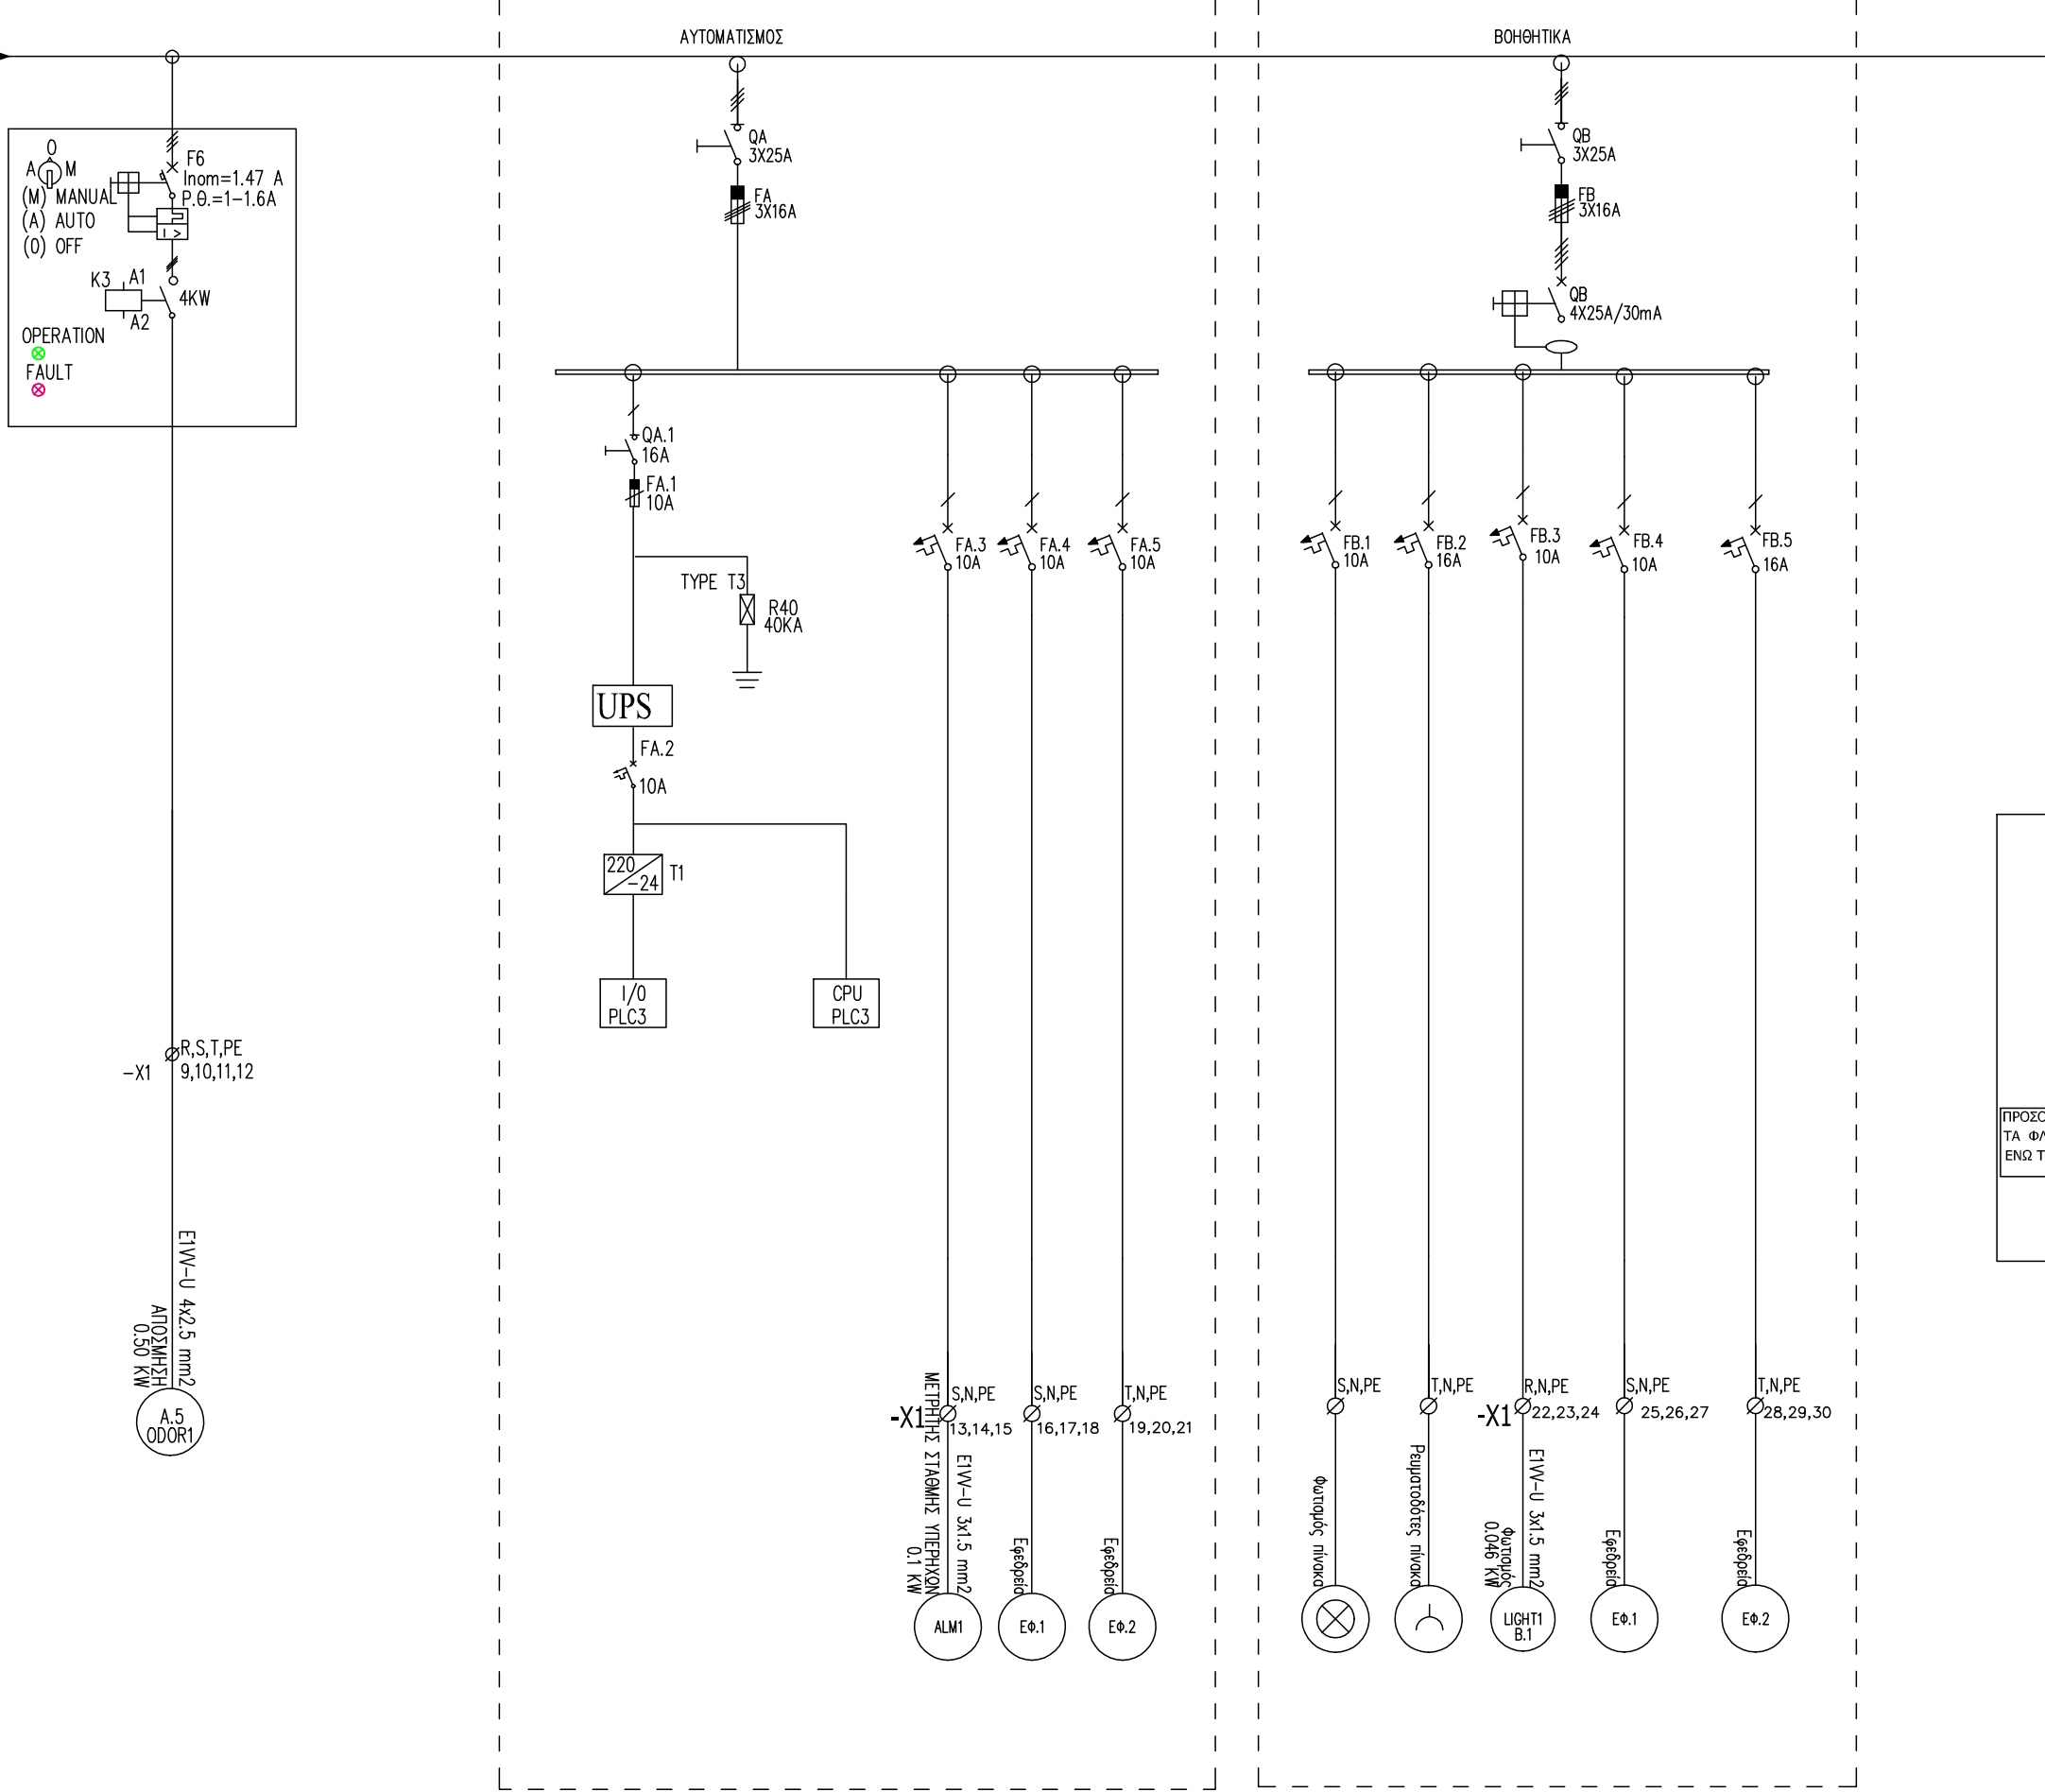 ΑΥΤΟΜΑΤΙΣΜΟΣ
ΒΟΗΘΗΤΙΚΑ
0
A M
(M) MANUAL
(A) AUTO
(0) OFF
F6
Inom=1.47 A
Ρ.Θ.=1-1.6A
I >
K3 A1
A2
4KW
OPERATION
FAULT
-X1
R,S,T,PE
9,10,11,12
E1VV-U 4x2.5 mm2
ΑΠΟΣΜΗΣΗ
0.50 KW
A.5
ODOR1
QA
3X25A
FA
3X16A
QA.1
16A
FA.1
10A
TYPE T3
R40
40KA
UPS
FA.2
10A
220
-24
T1
I/0
PLC3
CPU
PLC3
FA.3
10A
FA.4
10A
FA.5
10A
-X1
S,N,PE
13,14,15
S,N,PE
16,17,18
T,N,PE
19,20,21
E1VV-U 3x1.5 mm2
ΜΕΤΡΗΤΗΣ ΣΤΑΘΜΗΣ ΥΠΕΡΗΧΩΝ
0.1 KW
Εφεδρεία
Εφεδρεία
ALM1
ΕΦ.1
ΕΦ.2
QB
3X25A
FB
3X16A
QB
4X25A/30mA
FB.1
10A
FB.2
16A
FB.3
10A
FB.4
10A
FB.5
16A
S,N,PE
T,N,PE
-X1
R,N,PE
22,23,24
S,N,PE
25,26,27
T,N,PE
28,29,30
Φωτισμός πίνακα
Ρευματοδότες πίνακα
E1VV-U 3x1.5 mm2
Φωτισμός
0.046 KW
Εφεδρεία
Εφεδρεία
LIGHT1
B.1
ΕΦ.1
ΕΦ.2
ΤΑ
ΕΝΩ